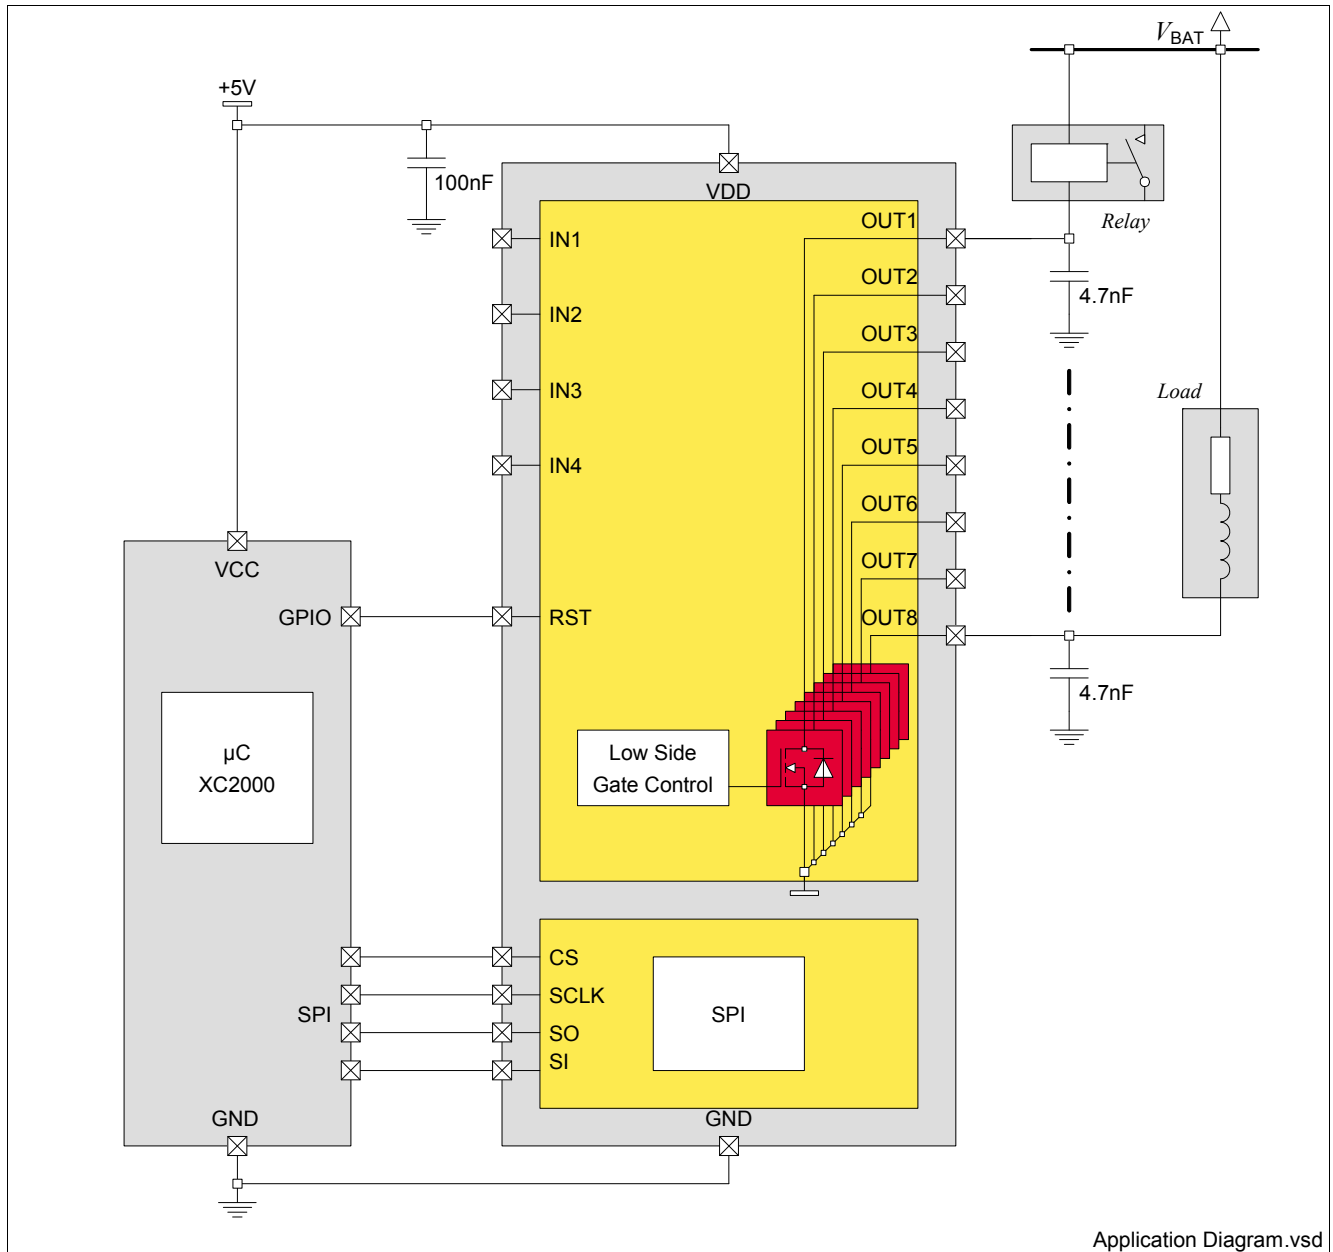 V_BAT
+5V
100nF
VDD
IN1
IN2
IN3
IN4
RST
OUT1
OUT2
OUT3
OUT4
OUT5
OUT6
OUT7
OUT8
Relay
4.7nF
Load
4.7nF
VCC
GPIO
µC
XC2000
Low Side
Gate Control
SPI
CS
SCLK
SO
SI
SPI
GND
GND
Application Diagram.vsd